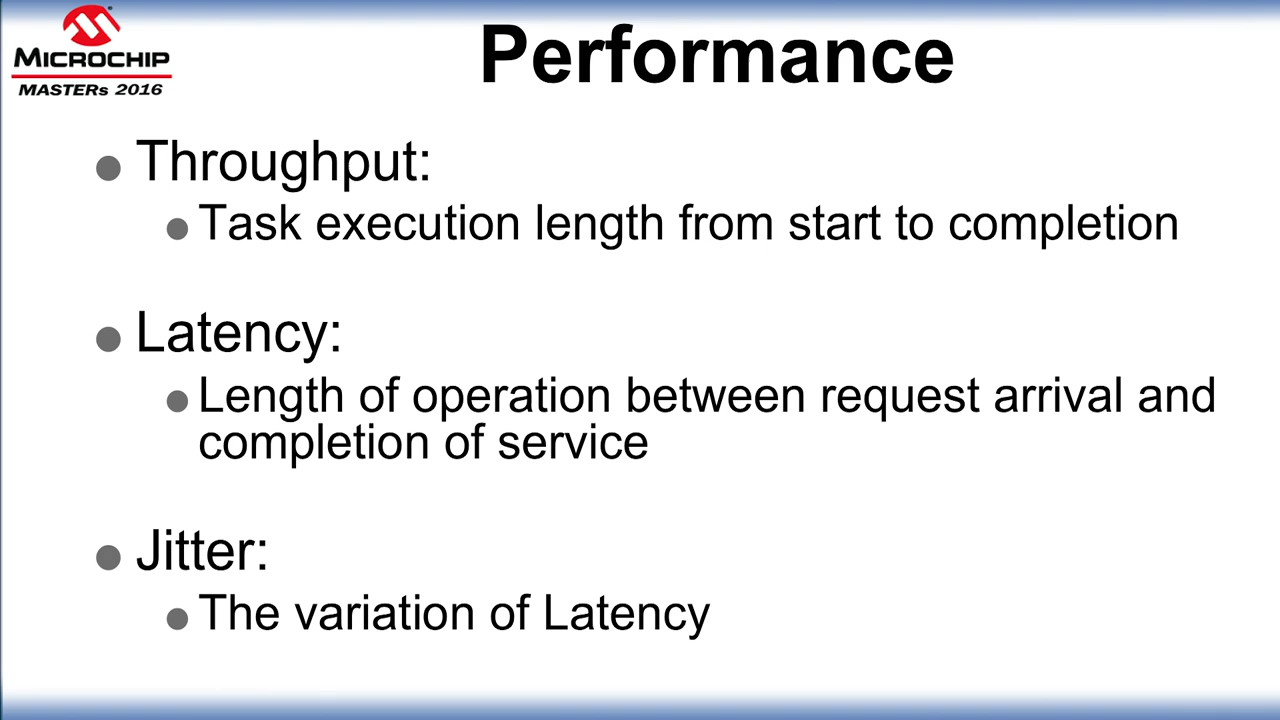 MICROCHIP
MASTERs 2016
Performance
Throughput:
Task execution length from start to completion
Latency:
Length of operation between request arrival and
completion of service
Jitter:
The variation of Latency